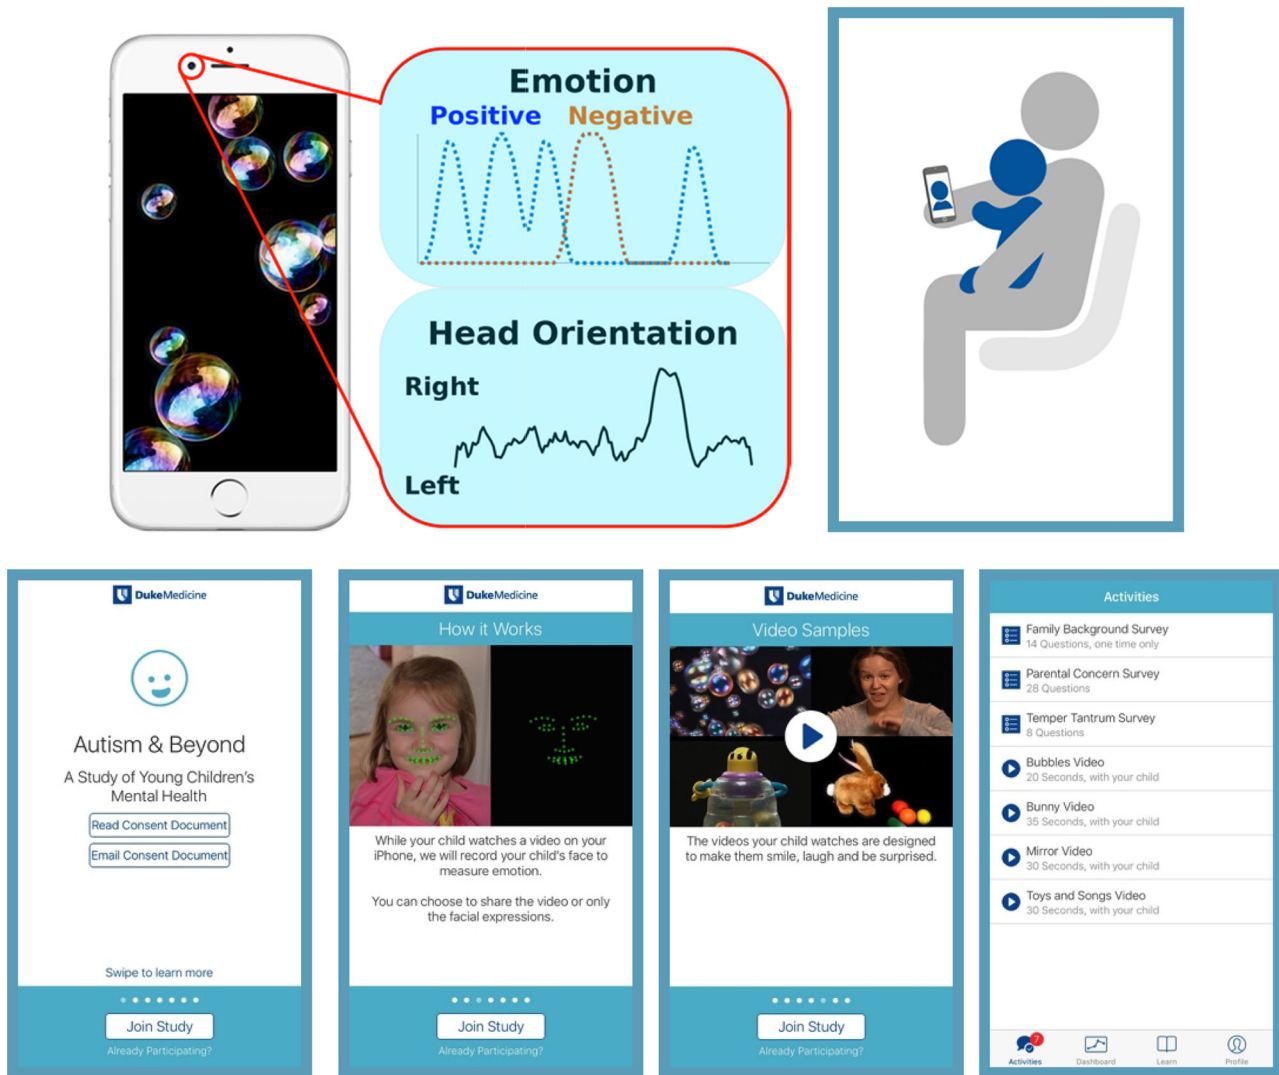 Emotion
Positive Negative
Head Orientation
Right
Left
DukeMedicine
Autism & Beyond
A Study of Young Children's
Mental Health
Read Consent Document
Email Consent Document
Swipe to learn more
Join Study
Already Participating?
DukeMedicine
How it Works
While your child watches a video on your
iPhone, we will record your child's face to
measure emotion.
You can choose to share the video or only
the facial expressions.
Join Study
Already Participating?
DukeMedicine
Video Samples
The videos your child watches are designed
to make them smile, laugh and be surprised.
Join Study
Already Participating?
Activities
Family Background Survey
14 Questions, one time only
Parental Concern Survey
28 Questions
Temper Tantrum Survey
8 Questions
Bubbles Video
20 Seconds, with your child
Bunny Video
35 Seconds, with your child
Mirror Video
30 Seconds, with your child
Toys and Songs Video
30 Seconds, with your child
7
Activities Dashboard Learn Profile